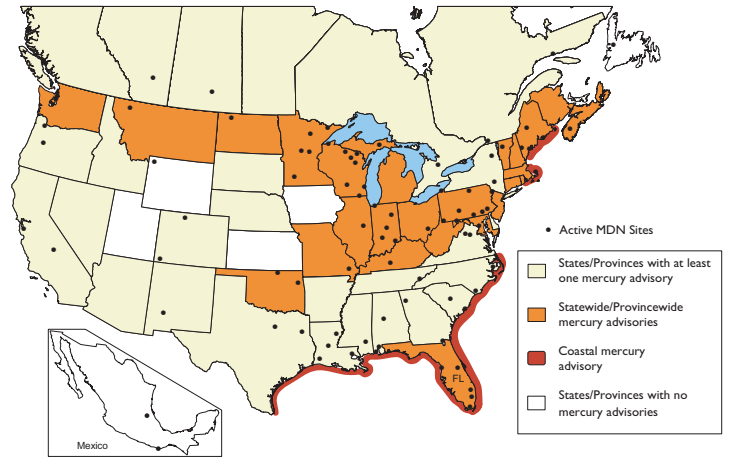 Active MDN Sites
States/Provinces with at least
one mercury advisory
Statewide/Provincewide
mercury advisories
Coastal mercury
advisory
States/Provinces with no
mercury advisories
FL
Mexico